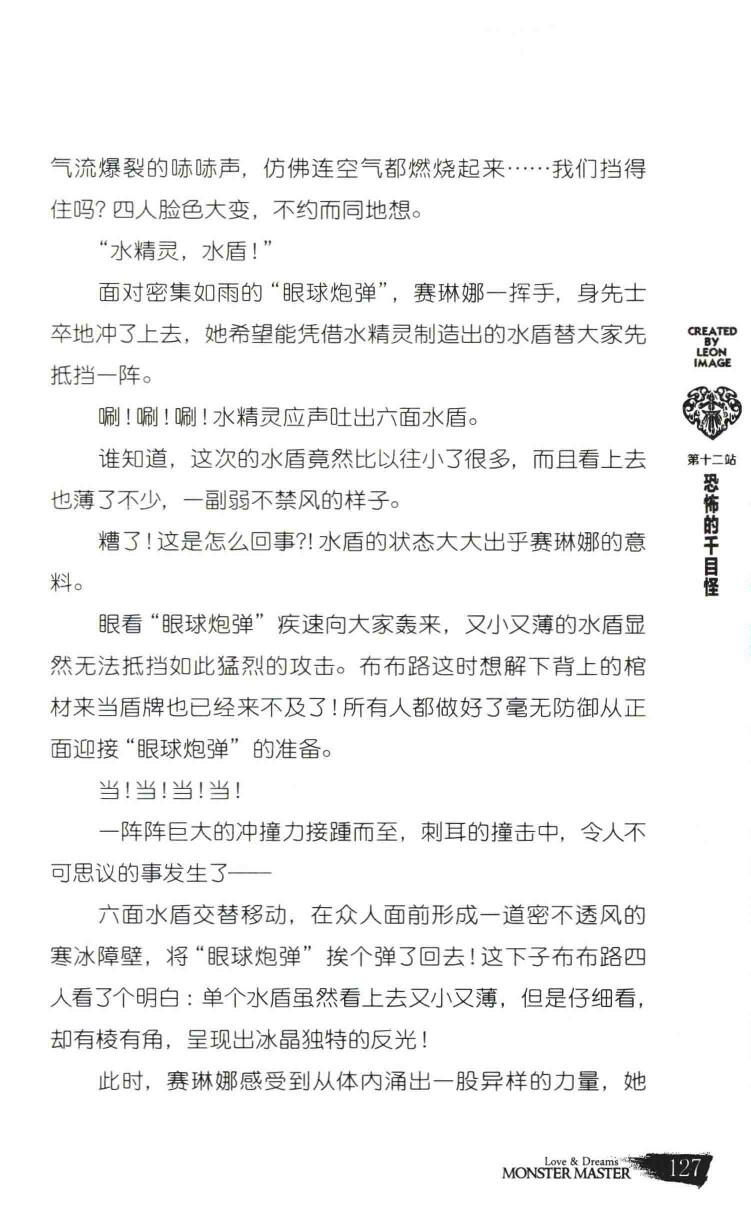 气流爆裂的哧哧声，仿佛连空气都燃烧起来……我们挡得
住吗？四人脸色大变，不约而同地想。
“水精灵，水盾！”
面对密集如雨的“眼球炮弹”，赛琳娜一挥手，身先士
卒地冲了上去，她希望能凭借水精灵制造出的水盾替大家先
抵挡一阵。
唰！唰！唰！水精灵应声吐出六面水盾。
谁知道，这次的水盾竟然比以往小了很多，而且看上去
也薄了不少，一副弱不禁风的样子。
糟了！这是怎么回事?!水盾的状态大大出乎赛琳娜的意
料。
眼看“眼球炮弹”疾速向大家轰来，又小又薄的水盾显
然无法抵挡如此猛烈的攻击。布布路这时想解下背上的棺
材来当盾牌也已经来不及了！所有人都做好了毫无防御从正
面迎接“眼球炮弹”的准备。
当！当！当！当！
一阵阵巨大的冲撞力接踵而至，刺耳的撞击中，令人不
可思议的事发生了——
六面水盾交替移动，在众人面前形成一道密不透风的
寒冰障壁，将“眼球炮弹”挨个弹了回去！这下子布布路四
人看了个明白：单个水盾虽然看上去又小又薄，但是仔细看，
却有棱有角，呈现出冰晶独特的反光！
此时，赛琳娜感受到从体内涌出一股异样的力量，她
CREATED
BY
LEON
IMAGE
第十二站
恐怖的千目怪
Love & Dreams
MONSTER MASTER
127